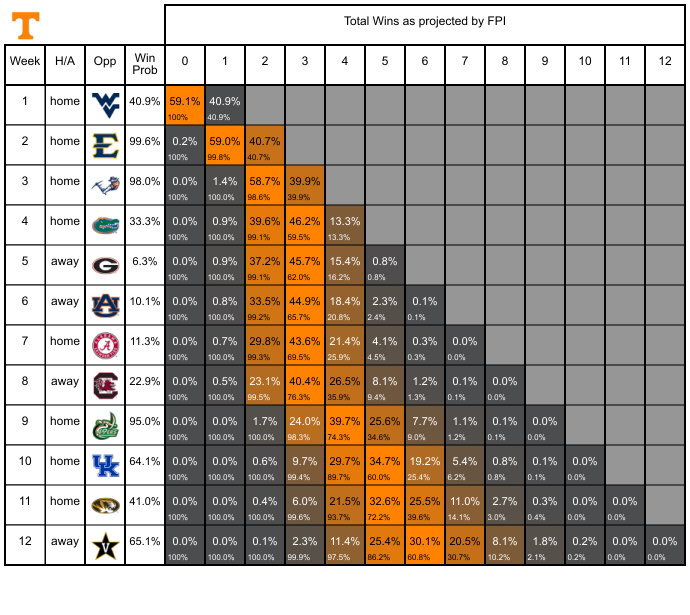 T
Total Wins as projected by FPI
Week H/A Opp Win Prob 0 1 2 3 4 5 6 7 8 9 10 11 12
1 home WV 40.9% 59.1% 40.9%
100% 40.9%
2 home E 99.6% 0.2% 59.0% 40.7%
100% 99.8% 40.7%
3 home 98.0% 0.0% 1.4% 58.7% 39.9%
100% 100.0% 98.6% 39.9%
4 home Gators 33.3% 0.0% 0.9% 39.6% 46.2% 13.3%
100% 100.0% 99.1% 59.5% 13.3%
5 away G 6.3% 0.0% 0.9% 37.2% 45.7% 15.4% 0.8%
100% 100.0% 99.1% 62.0% 16.2% 0.8%
6 away AU 10.1% 0.0% 0.8% 33.5% 44.9% 18.4% 2.3% 0.1%
100% 100.0% 99.2% 65.7% 20.8% 2.4% 0.1%
7 home A 11.3% 0.0% 0.7% 29.8% 43.6% 21.4% 4.1% 0.3% 0.0%
100% 100.0% 99.3% 69.5% 25.9% 4.5% 0.3% 0.0%
8 away C 22.9% 0.0% 0.5% 23.1% 40.4% 26.5% 8.1% 1.2% 0.1% 0.0%
100% 100.0% 99.5% 76.3% 35.9% 9.4% 1.3% 0.1% 0.0%
9 home C 95.0% 0.0% 0.0% 1.7% 24.0% 39.7% 25.6% 7.7% 1.1% 0.1% 0.0%
100% 100.0% 100.0% 98.3% 74.3% 34.6% 9.0% 1.2% 0.1% 0.0%
10 home UK 64.1% 0.0% 0.0% 0.6% 9.7% 29.7% 34.7% 19.2% 5.4% 0.8% 0.1% 0.0%
100% 100.0% 100.0% 99.4% 89.7% 60.0% 25.4% 6.2% 0.8% 0.1% 0.0%
11 home 41.0% 0.0% 0.0% 0.4% 6.0% 21.5% 32.6% 25.5% 11.0% 2.7% 0.3% 0.0% 0.0%
100% 100.0% 100.0% 99.6% 93.7% 72.2% 39.6% 14.1% 3.0% 0.4% 0.0% 0.0%
12 away V 65.1% 0.0% 0.0% 0.1% 2.3% 11.4% 25.4% 30.1% 20.5% 8.1% 1.8% 0.2% 0.0% 0.0%
100% 100.0% 100.0% 99.9% 97.5% 86.2% 60.8% 30.7% 10.2% 2.1% 0.2% 0.0% 0.0%